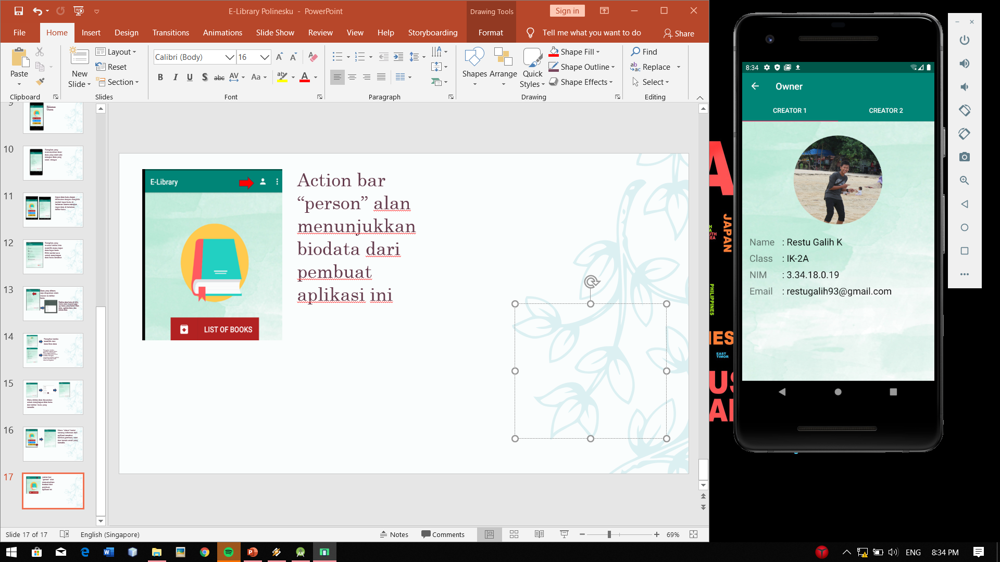 E-Library Polinesku - PowerPoint
Drawing Tools
Sign in
File
Home
Insert
Design
Transitions
Animations
Slide Show
Review
View
Help
Storyboarding
Format
Tell me what you want to do
Share
Paste
Clipboard
New
Slide
Layout
Reset
Section
Slides
Calibri (Body)
16
B I U S abc AV Aa A
Font
Paragraph
Shapes
Arrange
Quick
Styles
Shape Fill
Shape Outline
Shape Effects
Drawing
Find
Replace
Select
Editing
9
10
11
12
13
14
15
16
17
E-Library
LIST OF BOOKS
Action bar
“person” alan
menunjukkan
biodata dari
pembuat
aplikasi ini
Slide 17 of 17
English (Singapore)
Notes
Comments
69%
8:34
Owner
CREATOR 1
CREATOR 2
Name : Restu Galih K
Class : IK-2A
NIM : 3.34.18.0.19
Email : restugalih93@gmail.com
JAPAN
PHILIPPINES
EAST
TIMOR
ENG
8:34 PM